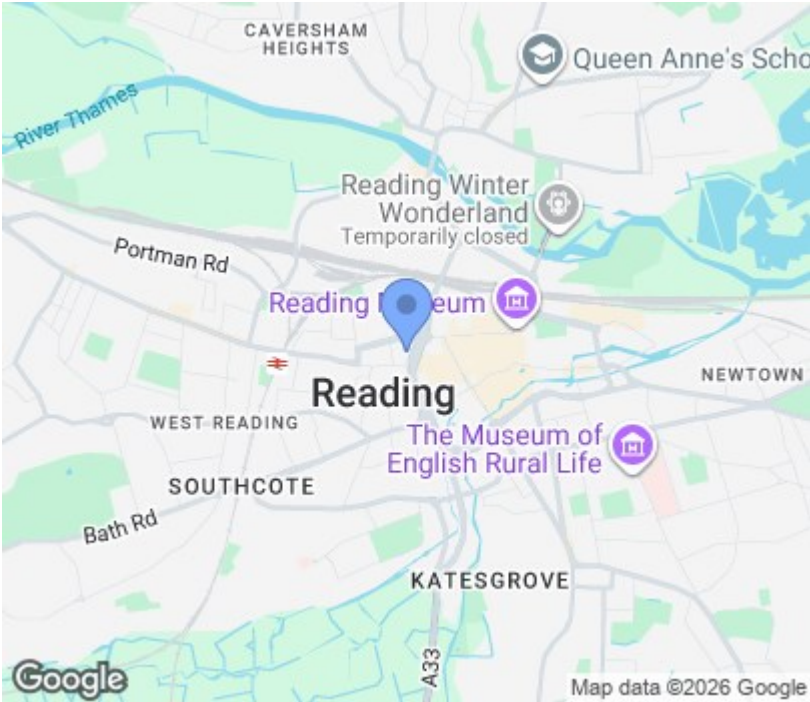 CAVERSHAM
HEIGHTS
Queen Anne's Scho
River Thames
Reading Winter
Wonderland
Temporarily closed
Portman Rd
Reading eum
Reading
NEWTOWN
WEST READING
The Museum of
English Rural Life
SOUTHCOTE
Bath Rd
KATESGROVE
A33
Google
Map data ©2026 Google